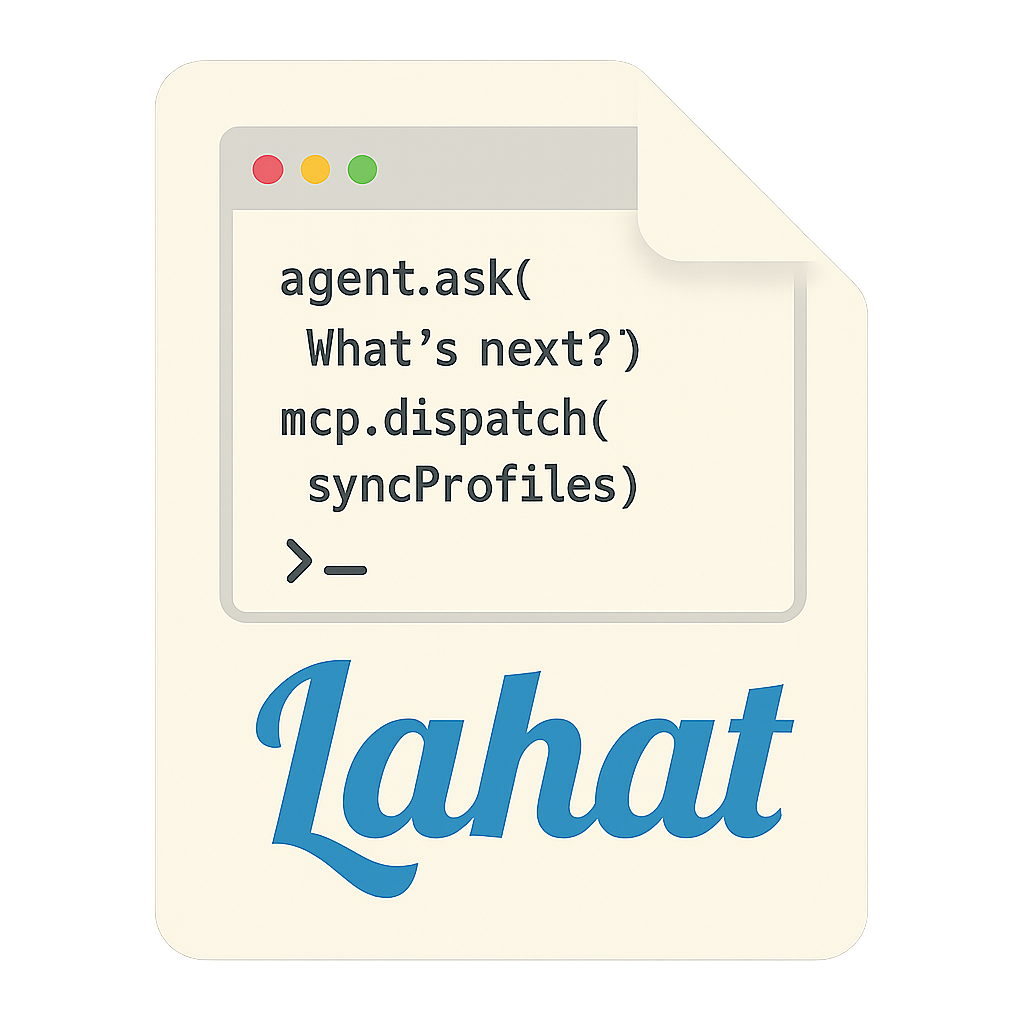 agent.ask(
What’s next?")
mcp.dispatch(
syncProfiles)
>_
Lahat